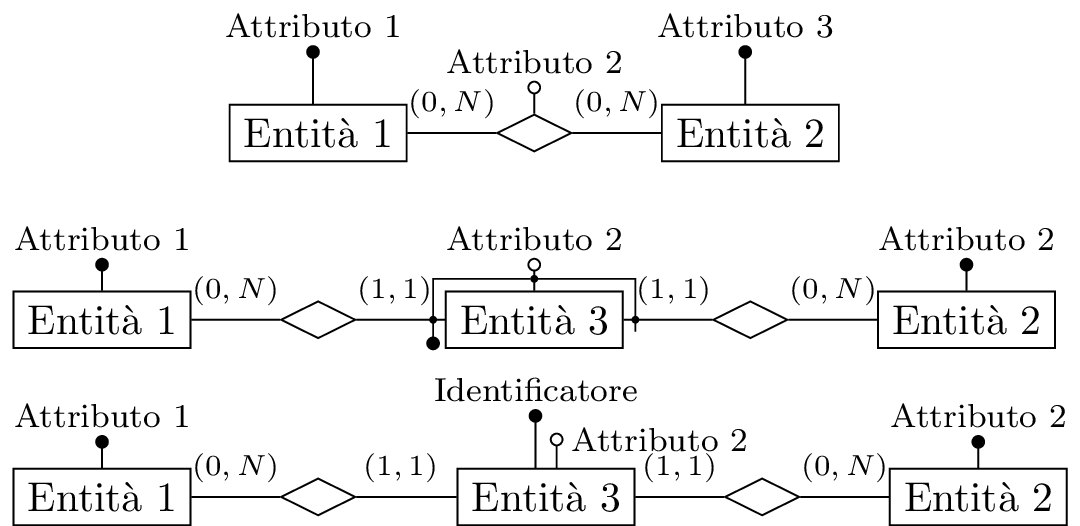 Attributo 1
Attributo 3
Attributo 2
(0, N)
(0, N)
Entità 1
Entità 2
Attributo 1
Attributo 2
Attributo 2
(0, N)
(1, 1)
(1, 1)
(0, N)
Entità 1
Entità 3
Entità 2
Identificatore
Attributo 1
Attributo 2
Attributo 2
(0, N)
(1, 1)
(1, 1)
(0, N)
Entità 1
Entità 3
Entità 2